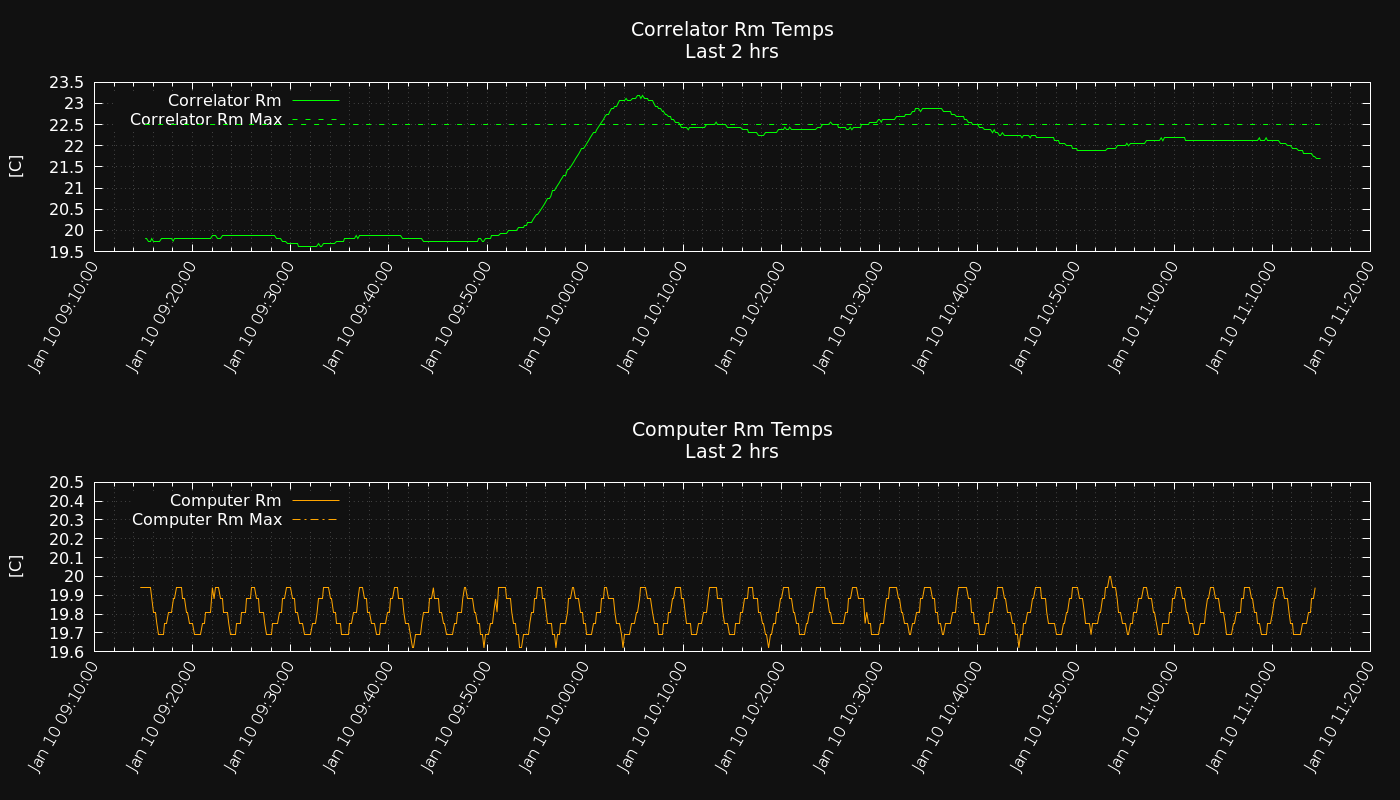 Correlator Rm Temps
Last 2 hrs
[C]
23.5
23
22.5
22
21.5
21
20.5
20
19.5
Correlator Rm
Correlator Rm Max
Jan 10 09:10:00
Jan 10 09:20:00
Jan 10 09:30:00
Jan 10 09:40:00
Jan 10 09:50:00
Jan 10 10:00:00
Jan 10 10:10:00
Jan 10 10:20:00
Jan 10 10:30:00
Jan 10 10:40:00
Jan 10 10:50:00
Jan 10 11:00:00
Jan 10 11:10:00
Jan 10 11:20:00
Computer Rm Temps
Last 2 hrs
[C]
20.5
20.4
20.3
20.2
20.1
20
19.9
19.8
19.7
19.6
Computer Rm
Computer Rm Max
Jan 10 09:10:00
Jan 10 09:20:00
Jan 10 09:30:00
Jan 10 09:40:00
Jan 10 09:50:00
Jan 10 10:00:00
Jan 10 10:10:00
Jan 10 10:20:00
Jan 10 10:30:00
Jan 10 10:40:00
Jan 10 10:50:00
Jan 10 11:00:00
Jan 10 11:10:00
Jan 10 11:20:00